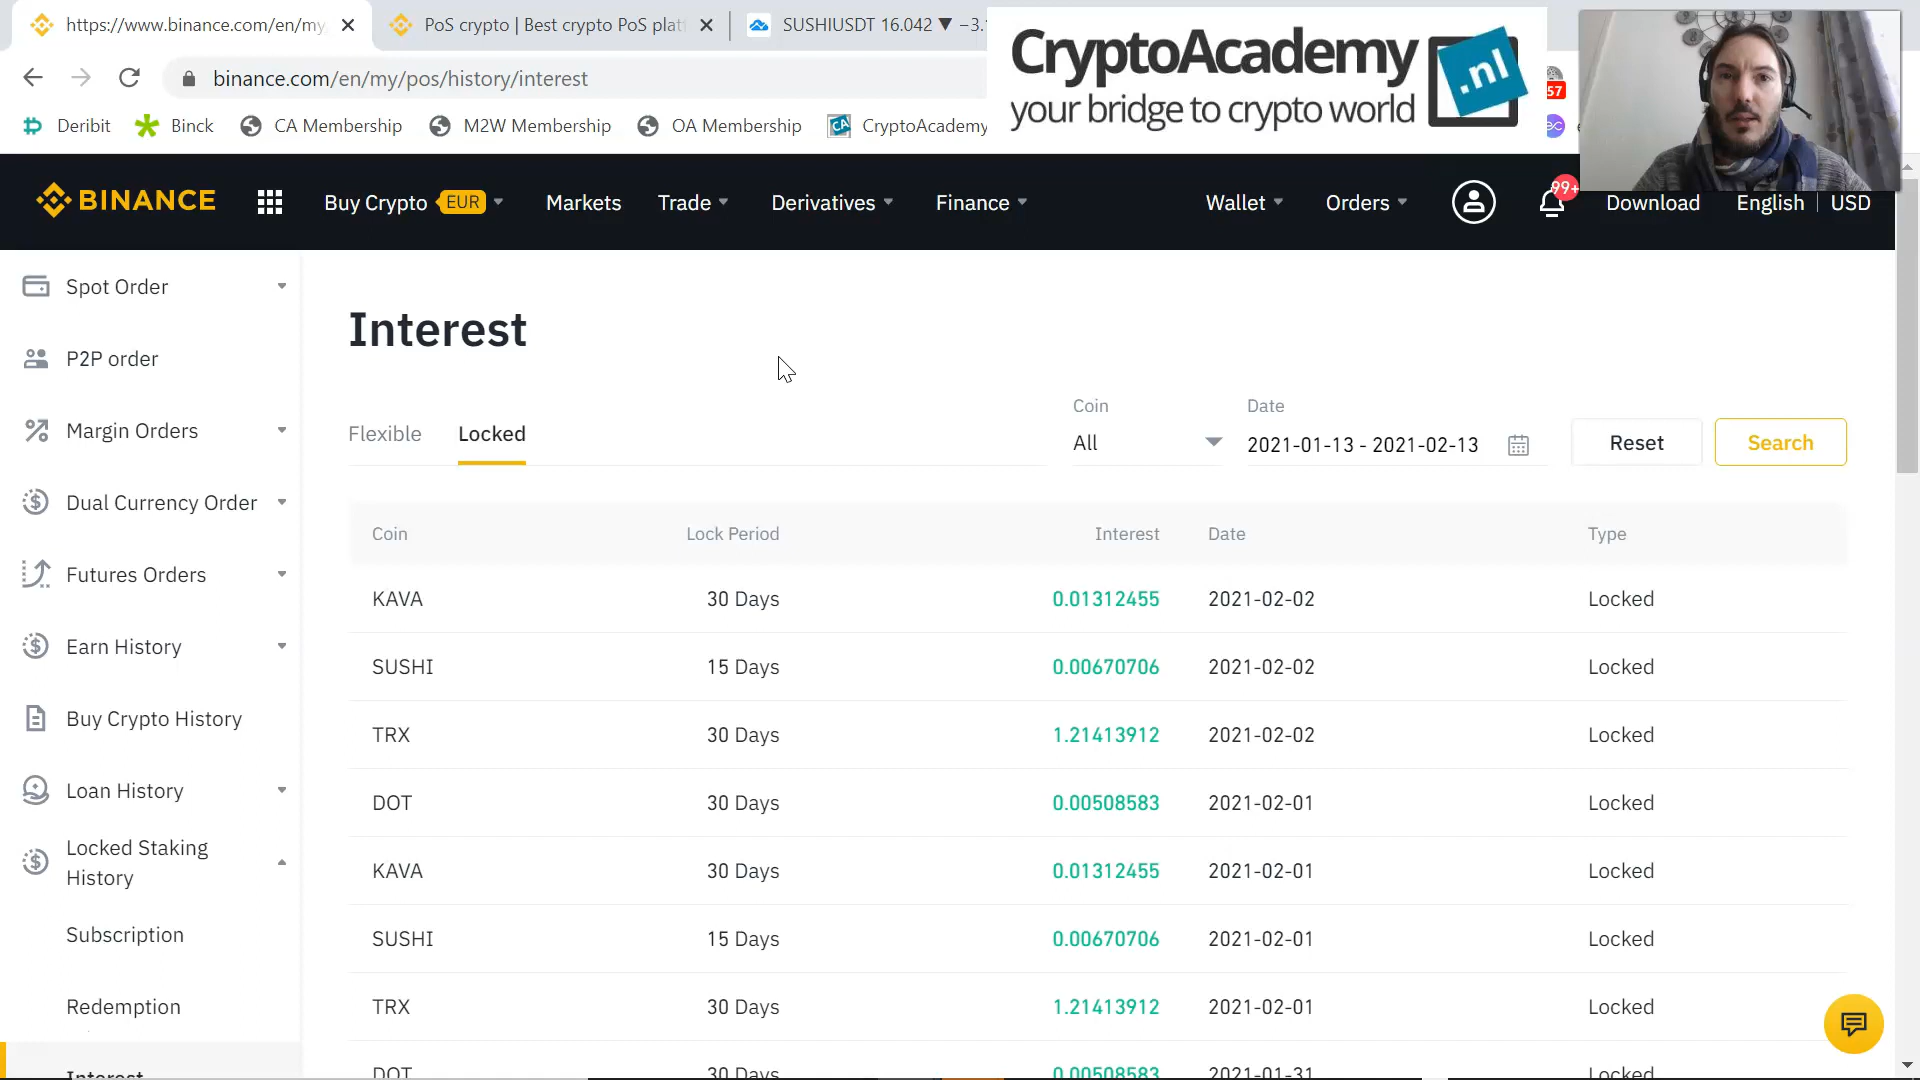 https://www.binance.com/en/my
PoS crypto | Best crypto PoS plat
SUSHIUSDT 16.042 ▼ −3.
CryptoAcademy
.nl
your bridge to crypto world
binance.com/en/my/pos/history/interest
57
Deribit
Binck
CA Membership
M2W Membership
OA Membership
CA
CryptoAcademy
BINANCE
Buy Crypto
EUR
Markets
Trade
Derivatives
Finance
Wallet
Orders
99+
Download
English
USD
Spot Order
P2P order
Margin Orders
Dual Currency Order
Futures Orders
Earn History
Buy Crypto History
Loan History
Locked Staking
History
Subscription
Redemption
Interest
Interest
Flexible
Locked
Coin
All
Date
2021-01-13 - 2021-02-13
Reset
Search
Coin Lock Period Interest Date Type
KAVA 30 Days 0.01312455 2021-02-02 Locked
SUSHI 15 Days 0.00670706 2021-02-02 Locked
TRX 30 Days 1.21413912 2021-02-02 Locked
DOT 30 Days 0.00508583 2021-02-01 Locked
KAVA 30 Days 0.01312455 2021-02-01 Locked
SUSHI 15 Days 0.00670706 2021-02-01 Locked
TRX 30 Days 1.21413912 2021-02-01 Locked
DOT 30 Days 0.00508583 2021-01-31 Locked